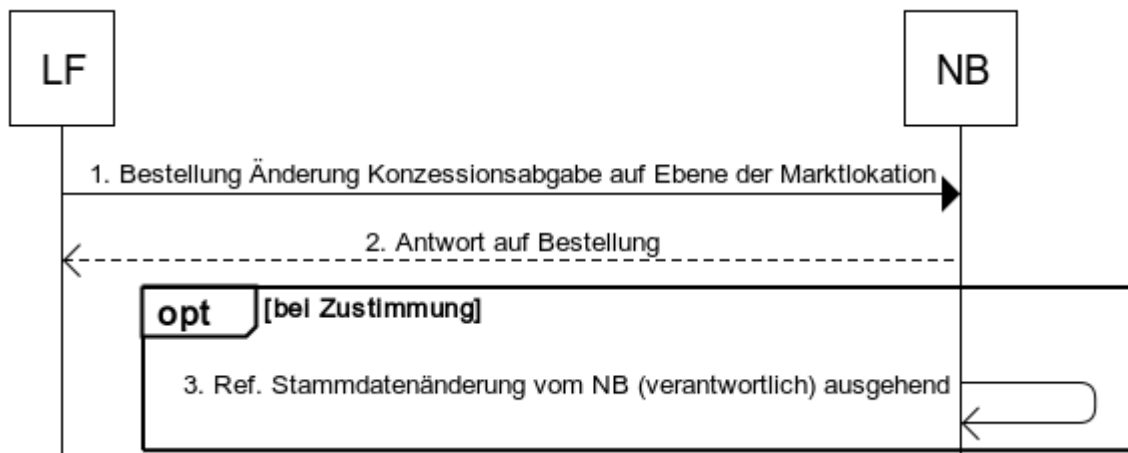 LF
NB
1. Bestellung Änderung Konzessionsabgabe auf Ebene der Marktlokation
2. Antwort auf Bestellung
opt
[bei Zustimmung]
3. Ref. Stammdatenänderung vom NB (verantwortlich) ausgehend